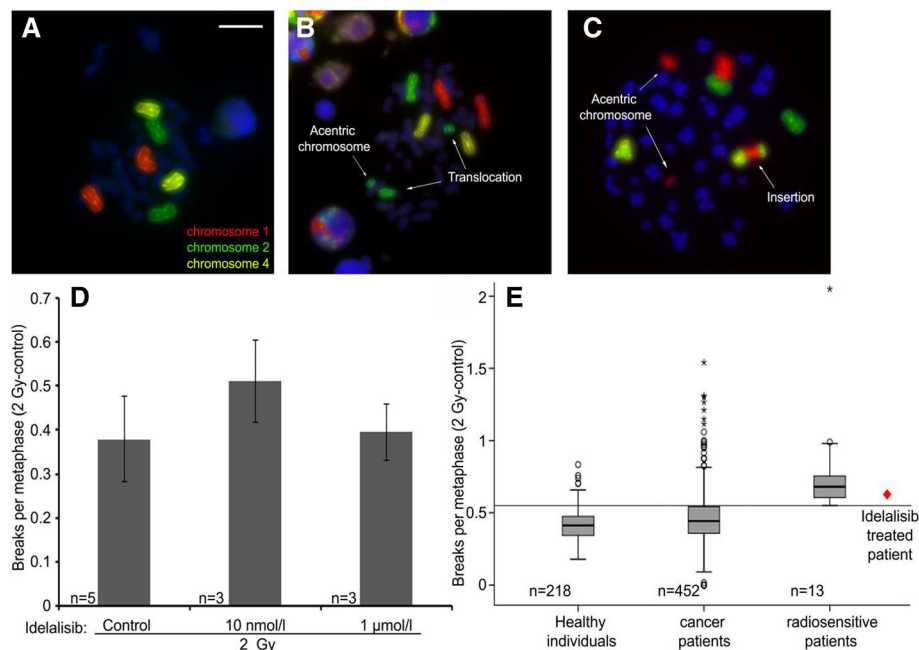 A
B
C
Acentric
chromosome
Translocation
Acentric
chromosome
Insertion
chromosome 1
chromosome 2
chromosome 4
D
Breaks per metaphase (2 Gy-control)
0.7
0.6
0.5
0.4
0.3
0.2
0.1
0
n=5
n=3
n=3
Idelalisib:
Control
10 nmol/l
1 µmol/l
2 Gy
E
Breaks per metaphase (2 Gy-control)
2
1.5
1
0.5
0
Idelalisib
treated
patient
n=218
n=452
n=13
Healthy
individuals
cancer
patients
radiosensitive
patients